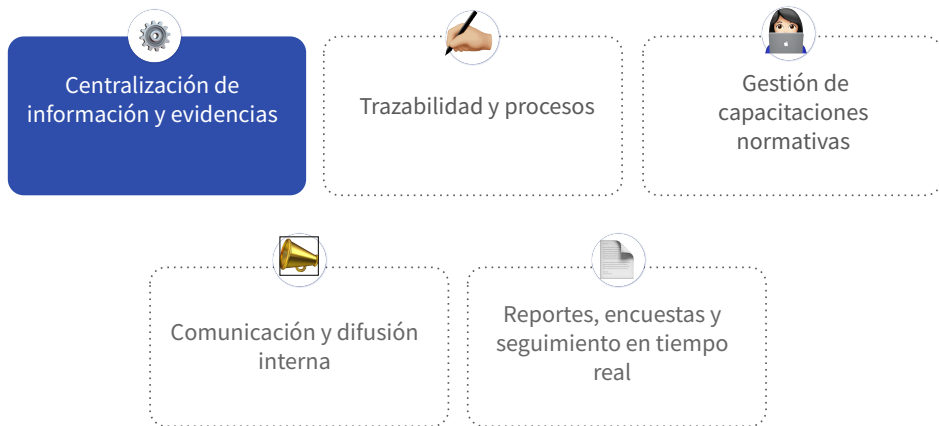 Centralización de
información y evidencias
Trazabilidad y procesos
Gestión de
capacitaciones
normativas
Comunicación y difusión
interna
Reportes, encuestas y
seguimiento en tiempo
real